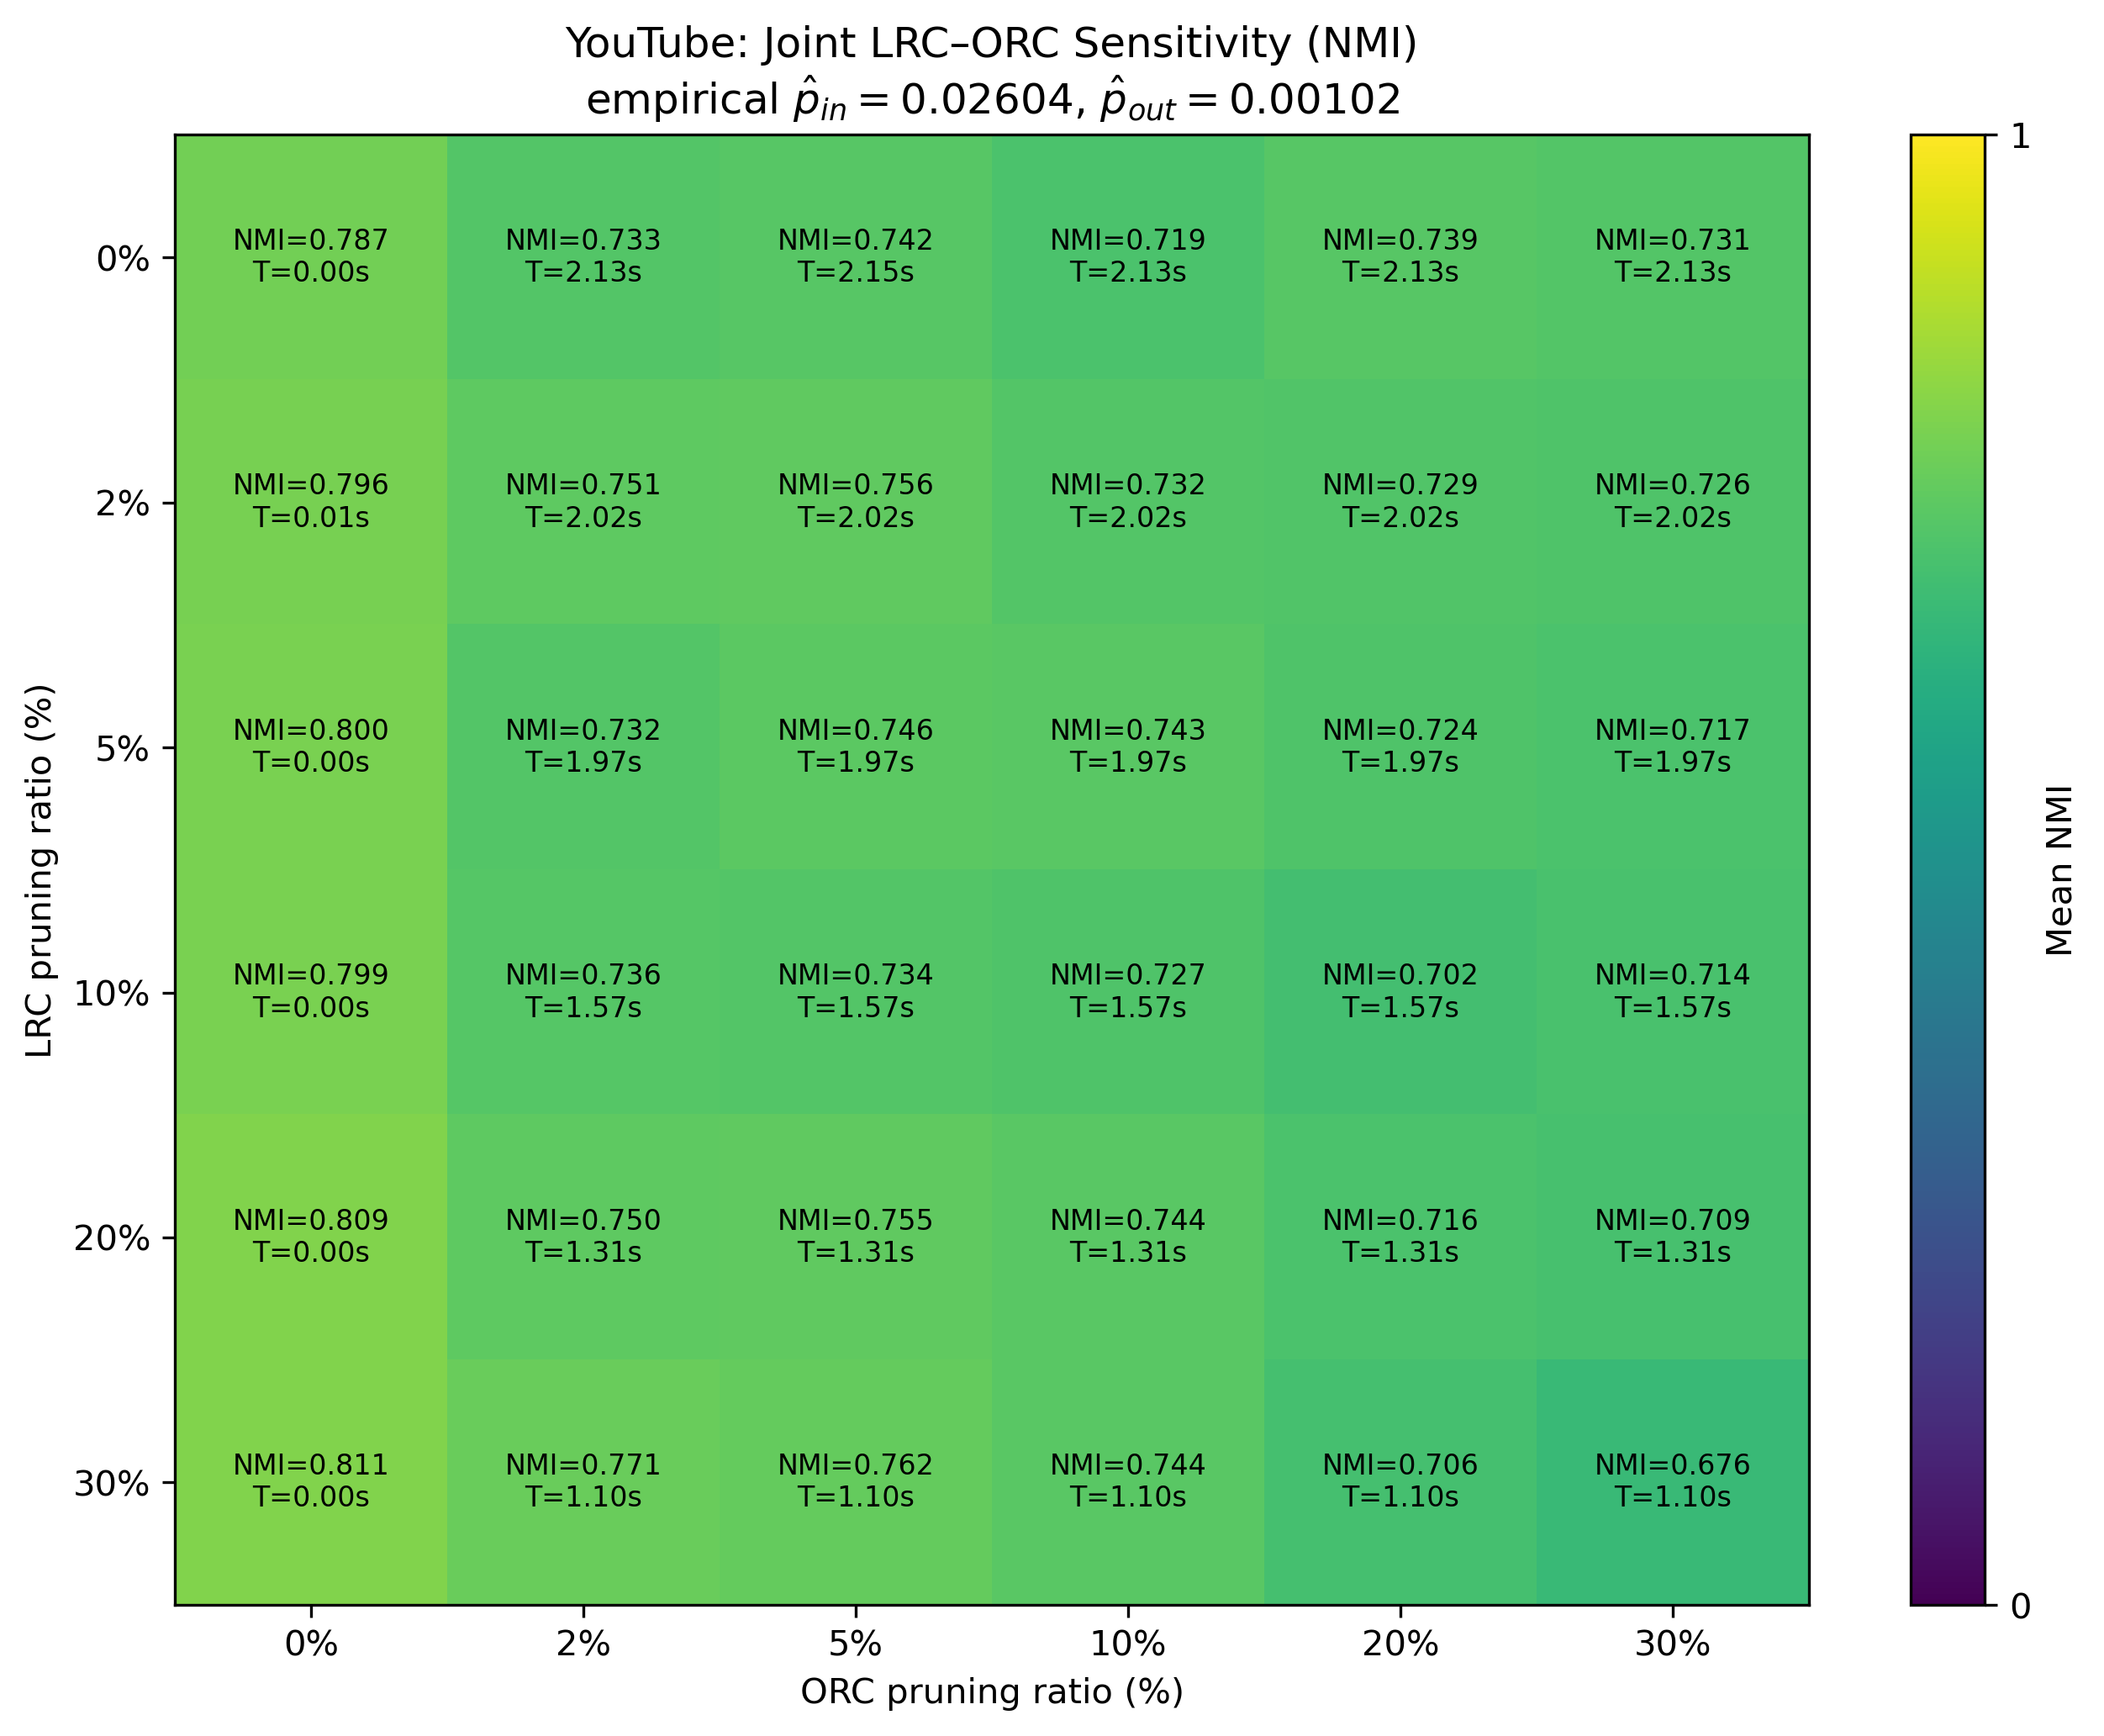 YouTube: Joint LRC–ORC Sensitivity (NMI)
empirical p̂_in = 0.02604, p̂_out = 0.00102
1
0% NMI=0.787 NMI=0.733 NMI=0.742 NMI=0.719 NMI=0.739 NMI=0.731
T=0.00s T=2.13s T=2.15s T=2.13s T=2.13s T=2.13s
2% NMI=0.796 NMI=0.751 NMI=0.756 NMI=0.732 NMI=0.729 NMI=0.726
T=0.01s T=2.02s T=2.02s T=2.02s T=2.02s T=2.02s
5% NMI=0.800 NMI=0.732 NMI=0.746 NMI=0.743 NMI=0.724 NMI=0.717
T=0.00s T=1.97s T=1.97s T=1.97s T=1.97s T=1.97s
LRC pruning ratio (%)
Mean NMI
10% NMI=0.799 NMI=0.736 NMI=0.734 NMI=0.727 NMI=0.702 NMI=0.714
T=0.00s T=1.57s T=1.57s T=1.57s T=1.57s T=1.57s
20% NMI=0.809 NMI=0.750 NMI=0.755 NMI=0.744 NMI=0.716 NMI=0.709
T=0.00s T=1.31s T=1.31s T=1.31s T=1.31s T=1.31s
30% NMI=0.811 NMI=0.771 NMI=0.762 NMI=0.744 NMI=0.706 NMI=0.676
T=0.00s T=1.10s T=1.10s T=1.10s T=1.10s T=1.10s
0
0% 2% 5% 10% 20% 30%
ORC pruning ratio (%)